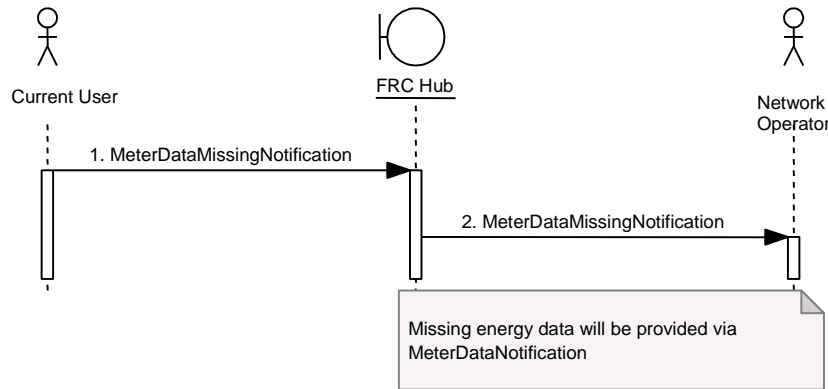 Current User
FRC Hub
Network
Operator
1. MeterDataMissingNotification
2. MeterDataMissingNotification
Missing energy data will be provided via
MeterDataNotification